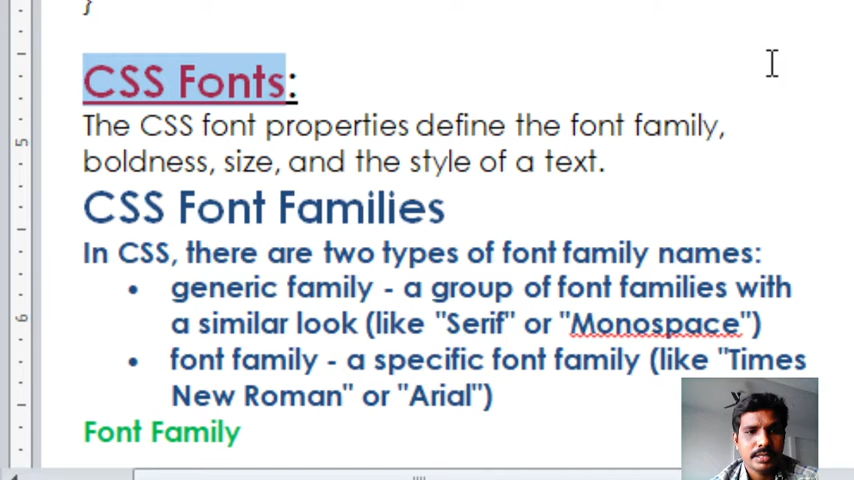 }
CSS Fonts:
The CSS font properties define the font family,
boldness, size, and the style of a text.
CSS Font Families
In CSS, there are two types of font family names:
• generic family - a group of font families with
a similar look (like "Serif" or "Monospace")
• font family - a specific font family (like "Times
New Roman" or "Arial")
Font Family
5
6